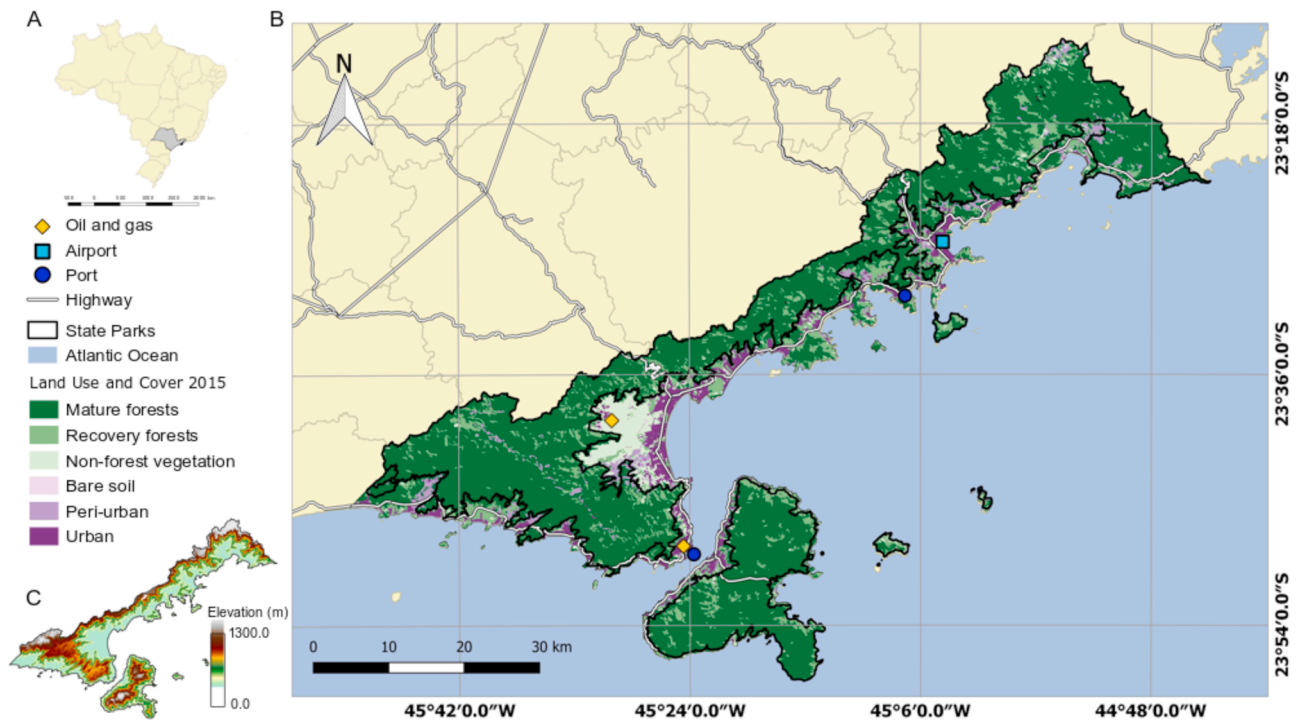 A
B
N
Oil and gas
Airport
Port
Highway
State Parks
Atlantic Ocean
Land Use and Cover 2015
Mature forests
Recovery forests
Non-forest vegetation
Bare soil
Peri-urban
Urban
C
Elevation (m)
1300.0
0.0
0 10 20 30 km
23°18′0.0″S
23°36′0.0″S
23°54′0.0″S
45°42′0.0″W 45°24′0.0″W 45°6′0.0″W 44°48′0.0″W